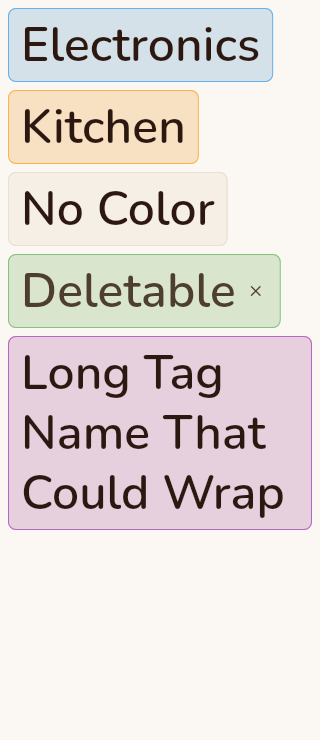 Electronics
Kitchen
No Color
Deletable ×
Long Tag
Name That
Could Wrap